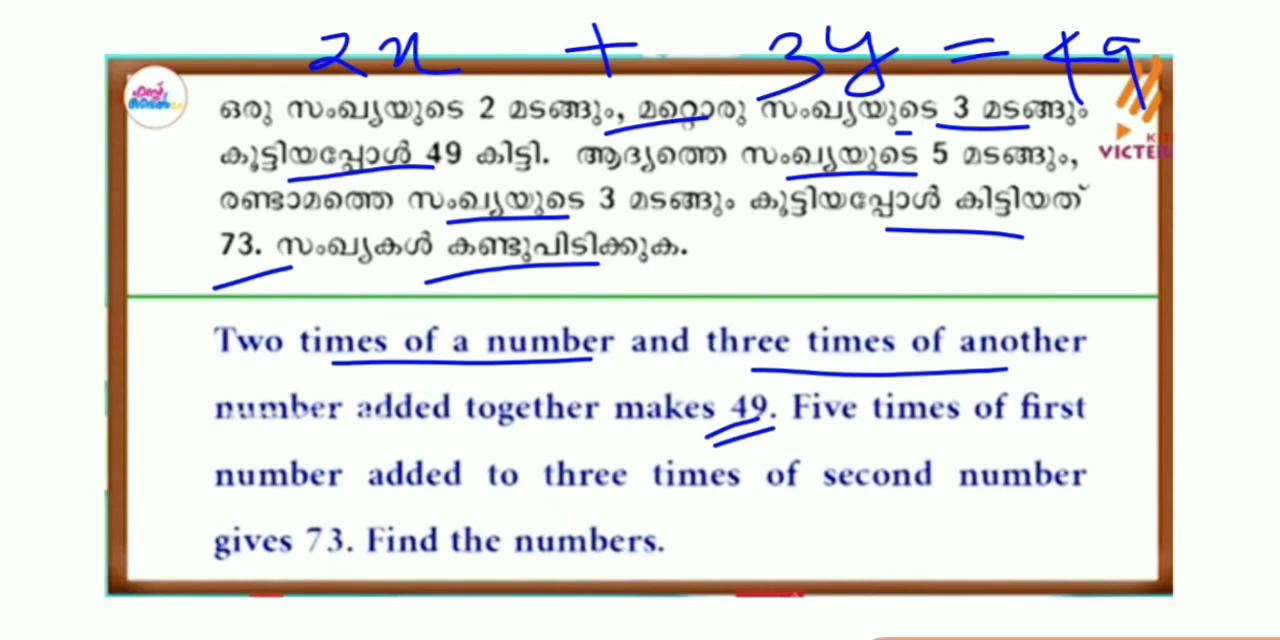 2x + 3y = 49
ഒരു സംഖ്യയുടെ 2 മടങ്ങും, മറ്റൊരു സംഖ്യയുടെ 3 മടങ്ങും
കൂട്ടിയപ്പോൾ 49 കിട്ടി. ആദ്യത്തെ സംഖ്യയുടെ 5 മടങ്ങും,
രണ്ടാമത്തെ സംഖ്യയുടെ 3 മടങ്ങും കൂട്ടിയപ്പോൾ കിട്ടിയത്
73. സംഖ്യകൾ കണ്ടുപിടിക്കുക.
Two times of a number and three times of another
number added together makes 49. Five times of first
number added to three times of second number
gives 73. Find the numbers.